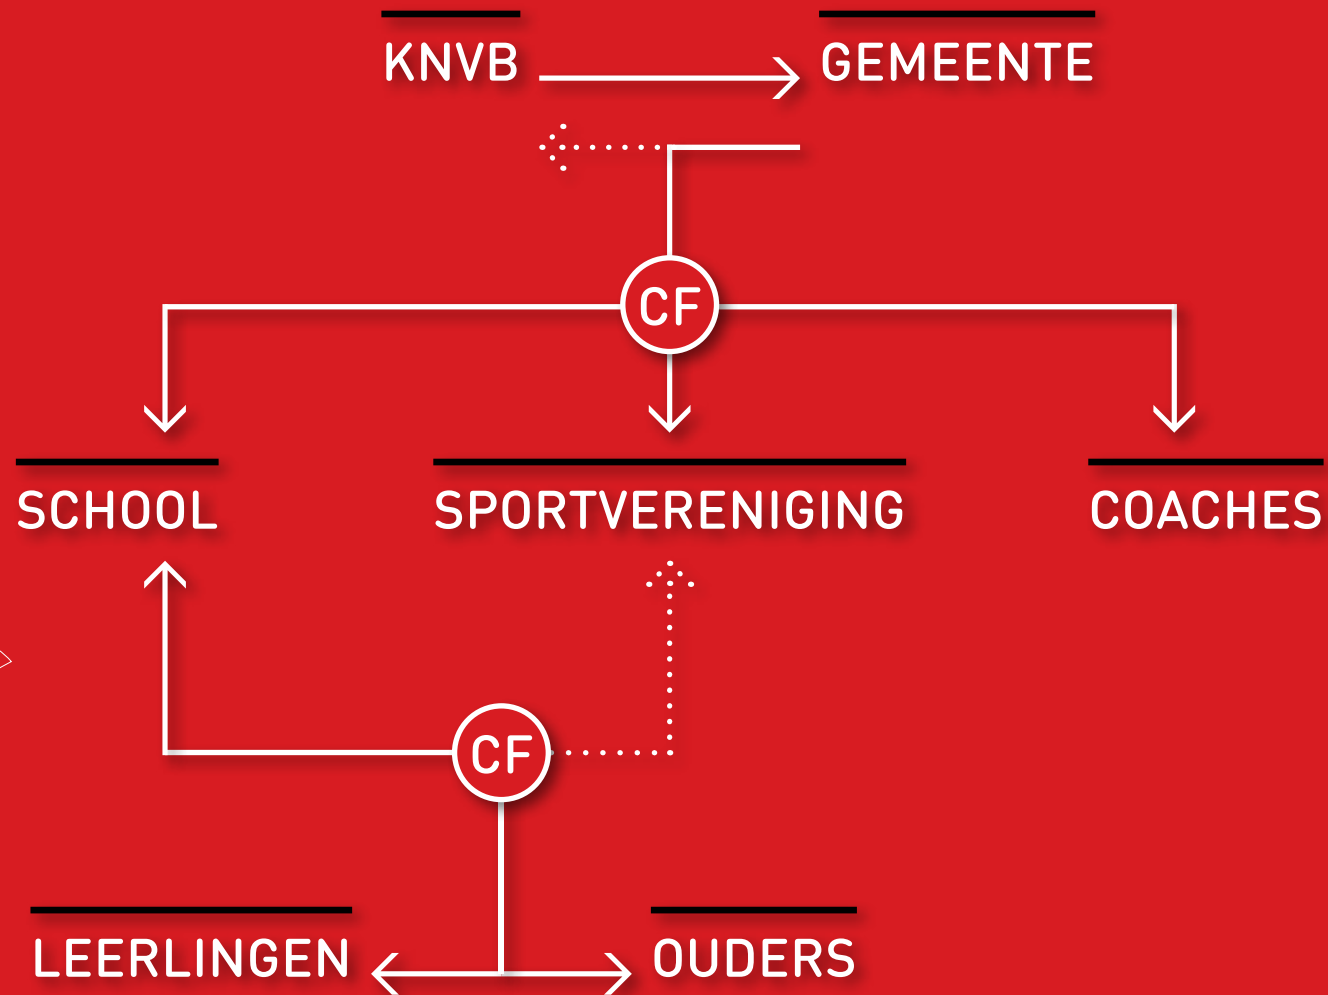 KNVB
GEMEENTE
CF
SCHOOL
SPORTVERENIGING
COACHES
CF
LEERLINGEN
OUDERS